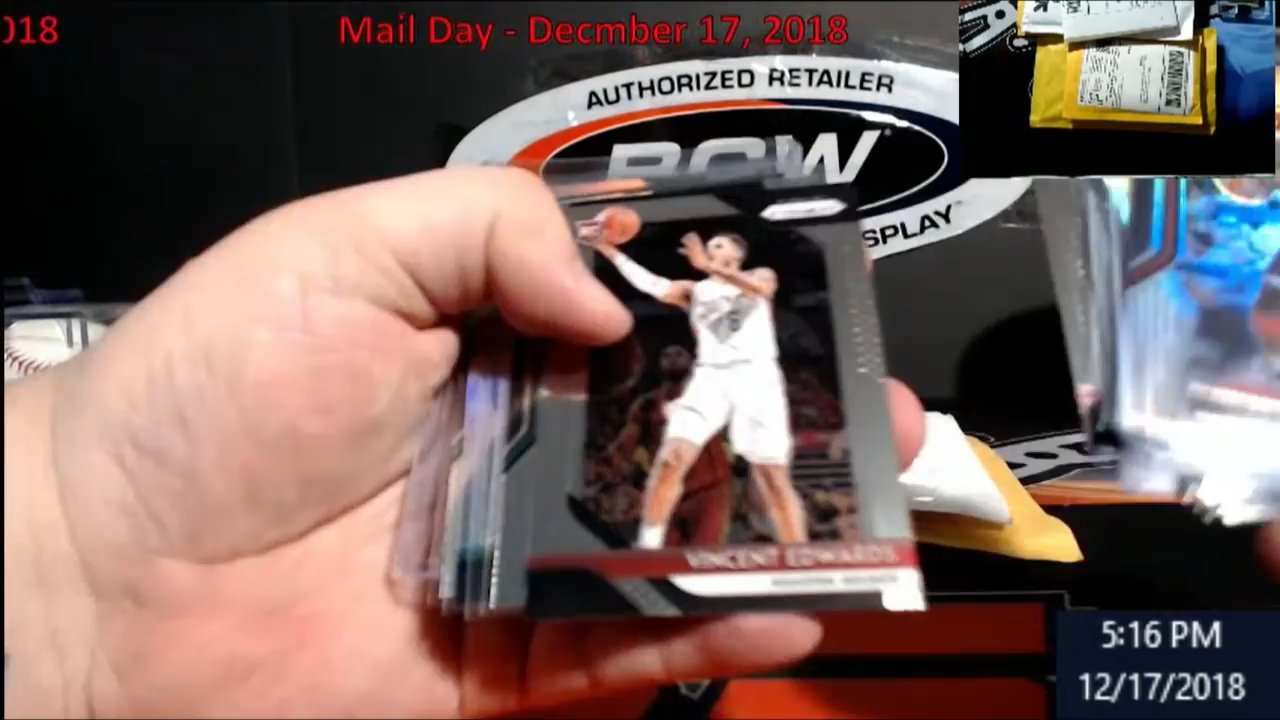 018
Mail Day - Decmber 17, 2018
AUTHORIZED RETAILER
BCW
SPLAY
VINCENT EDWARDS
5:16 PM
12/17/2018